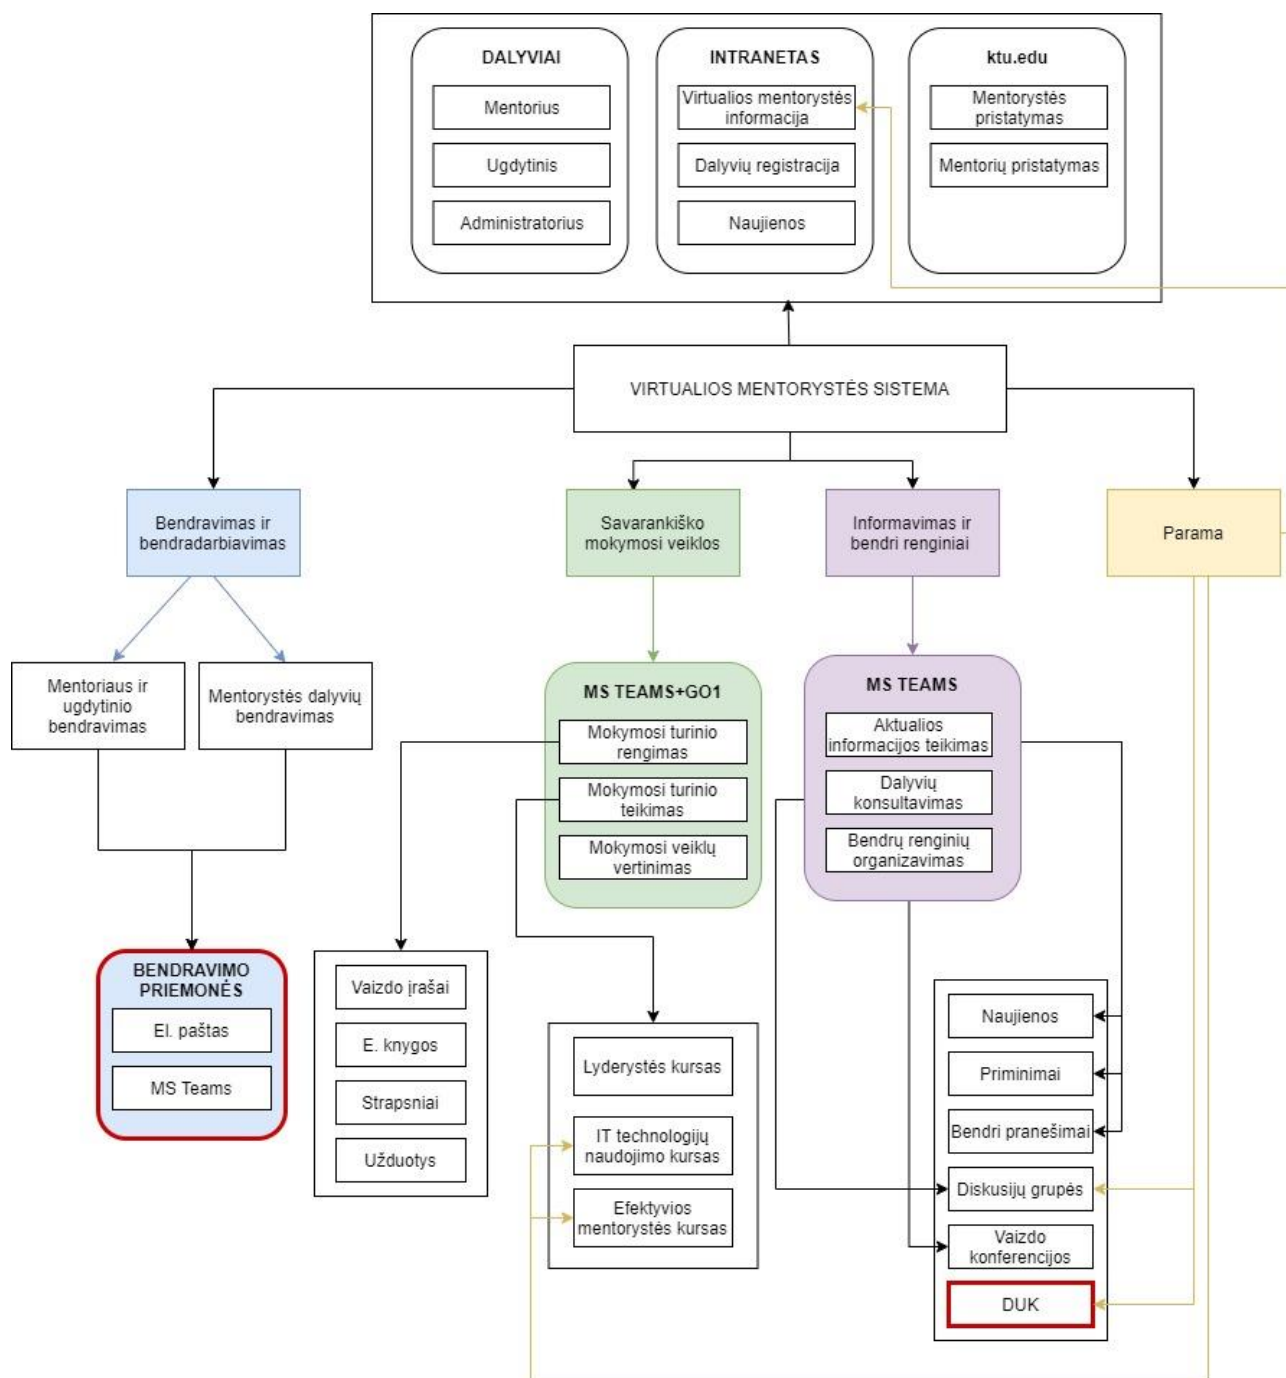 DALYVIAI
Mentorius
Ugdytinis
Administratorius
INTRANETAS
Virtualios mentorystės
informacija
Dalyvių registracija
Naujienos
ktu.edu
Mentorystės
pristatymas
Mentorių pristatymas
VIRTUALIOS MENTORYSTĖS SISTEMA
Bendravimas ir
bendradarbiavimas
Savarankiško
mokymosi veiklos
Informavimas ir
bendri renginiai
Parama
Mentoriaus ir
ugdytinio
bendravimas
Mentorystės dalyvių
bendravimas
MS TEAMS+GO1
Mokymosi turinio
rengimas
Mokymosi turinio
teikimas
Mokymosi veiklų
vertinimas
MS TEAMS
Aktualios
informacijos teikimas
Dalyvių
konsultavimas
Bendrų renginių
organizavimas
BENDRAVIMO
PRIEMONĖS
El. paštas
MS Teams
Vaizdo įrašai
E. knygos
Strapsniai
Užduotys
Lyderystės kursas
IT technologijų
naudojimo kursas
Efektyvios
mentorystės kursas
Naujienos
Priminimai
Bendri pranešimai
Diskusijų grupės
Vaizdo
konferencijos
DUK